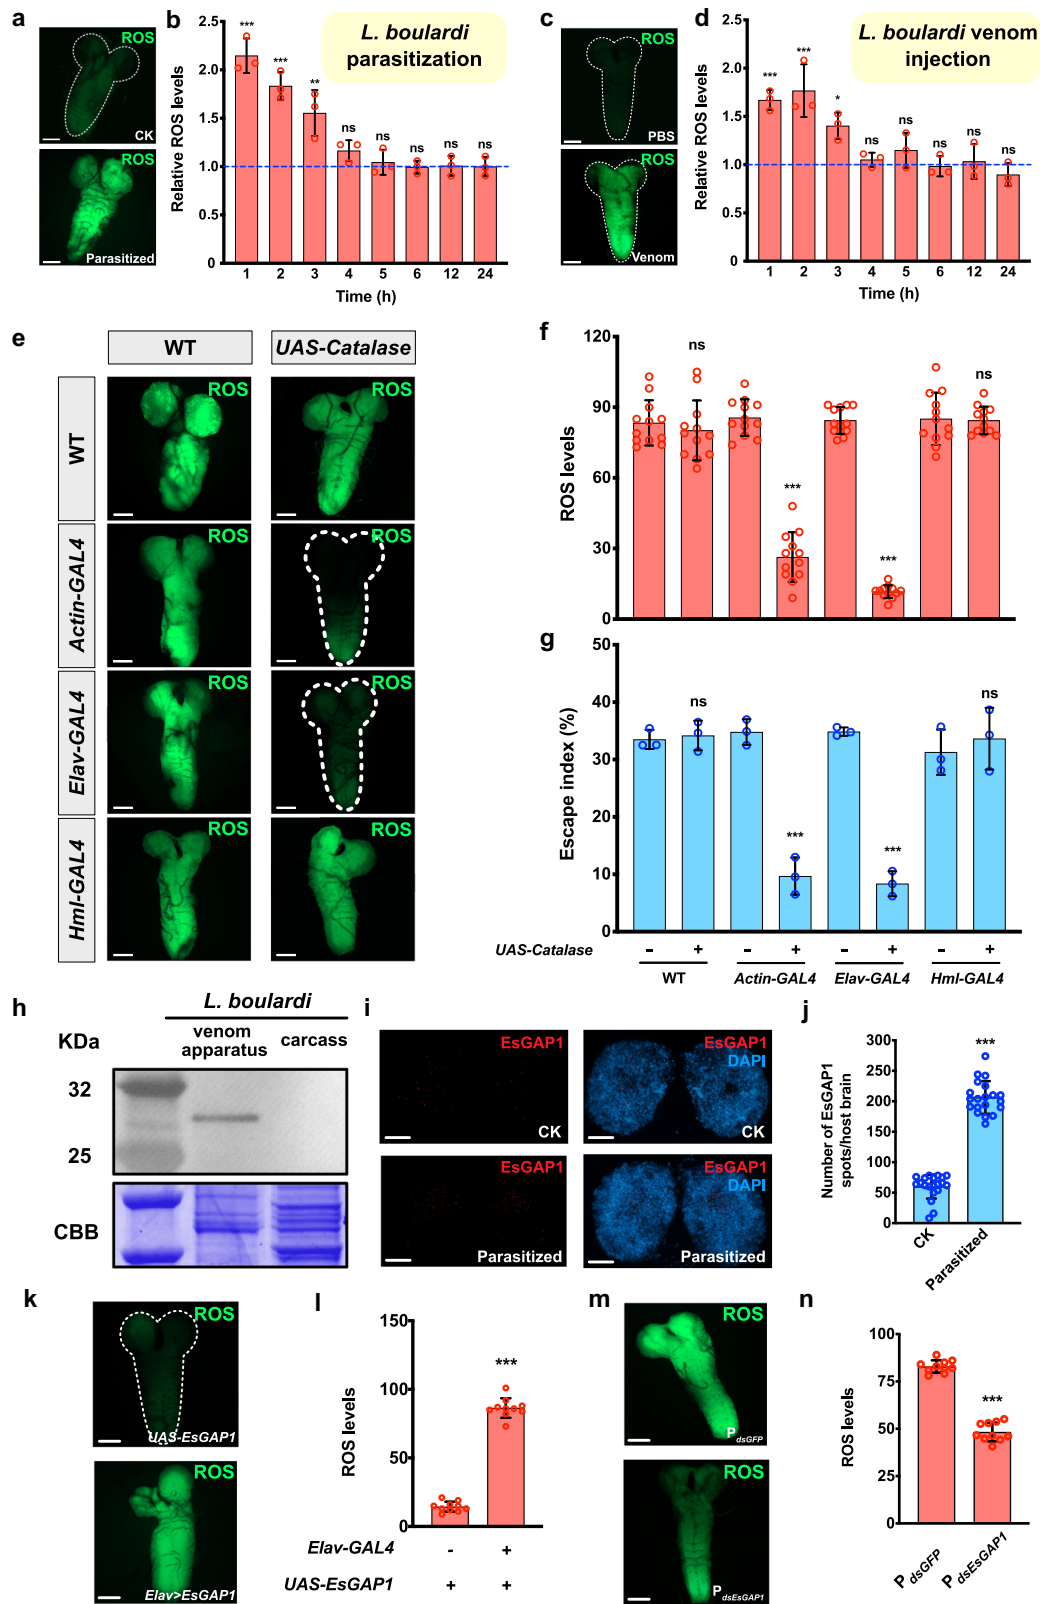 a
ROS
CK
ROS
Parasitized
b
L. boulardi
parasitization
Relative ROS levels
2.5
2.0
1.5
1.0
0.5
0
***
***
**
ns
ns
ns
ns
ns
1 2 3 4 5 6 12 24
Time (h)
c
ROS
PBS
ROS
Venom
d
L. boulardi venom
injection
Relative ROS levels
2.5
2.0
1.5
1.0
0.5
0
***
***
*
ns
ns
ns
ns
ns
1 2 3 4 5 6 12 24
Time (h)
e
WT
UAS-Catalase
WT
ROS
ROS
Actin-GAL4
ROS
ROS
Elav-GAL4
ROS
ROS
Hml-GAL4
ROS
ROS
f
ROS levels
120
90
60
30
0
ns
***
***
ns
g
Escape index (%)
50
40
30
20
10
0
ns
***
***
ns
UAS-Catalase - + - + - + - +
WT Actin-GAL4 Elav-GAL4 Hml-GAL4
h
L. boulardi
KDa
venom
apparatus
carcass
32
25
CBB
i
EsGAP1
CK
EsGAP1
DAPI
CK
EsGAP1
Parasitized
EsGAP1
DAPI
Parasitized
j
Number of EsGAP1
spots/host brain
300
250
200
150
100
50
0
***
CK
Parasitized
k
ROS
UAS-EsGAP1
ROS
Elav>EsGAP1
l
ROS levels
150
100
50
0
***
Elav-GAL4 - +
UAS-EsGAP1 + +
m
ROS
P dsGFP
ROS
P dsEsGAP1
n
ROS levels
100
75
50
25
0
***
P dsGFP
P dsEsGAP1